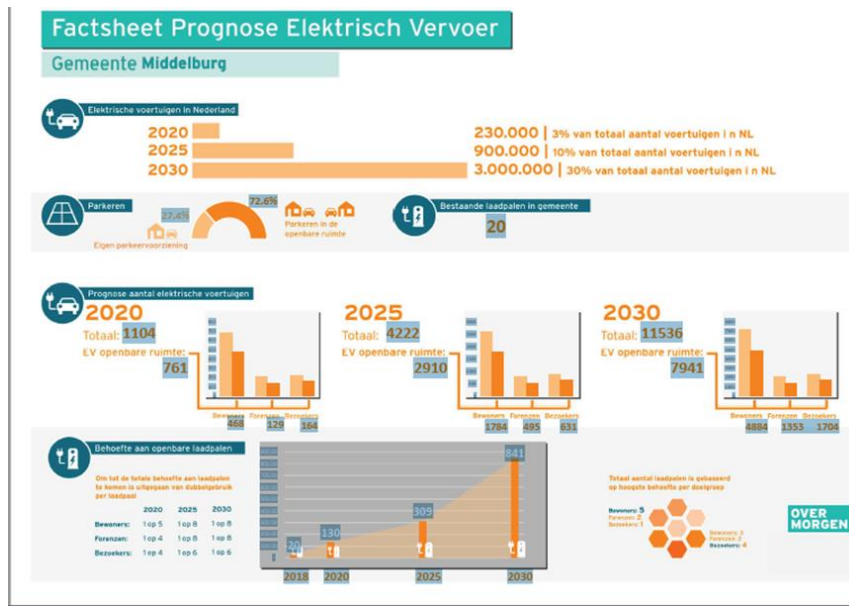 Factsheet Prognose Elektrisch Vervoer
Gemeente Middelburg
Elektrische voertuigen in Nederland
2020 230.000 | 3% van totaal aantal voertuigen i n NL
2025 900.000 | 10% van totaal aantal voertuigen i n NL
2030 3.000.000 | 30% van totaal aantal voertuigen i n NL
Parkeren
27.4%
72.6%
Eigen parkeervoorziening
Parkeren in de
openbare ruimte
Bestaande laadpalen in gemeente
20
Prognose aantal elektrische voertuigen
2020
Totaal: 1104
EV openbare ruimte:
761
Bewoners Forenzen Bezoekers
468 129 164
2025
Totaal: 4222
EV openbare ruimte:
2910
Bewoners Forenzen Bezoekers
1784 495 631
2030
Totaal: 11536
EV openbare ruimte:
7941
Bewoners Forenzen Bezoekers
4884 1353 1704
Behoefte aan openbare laadpalen
Om tot de totale behoefte aan laadpalen
te komen is uitgegaan van dubbelgebruik
per laadpaal
2020 2025 2030
Bewoners: 1 op 5 1 op 8 1 op 8
Forenzen: 1 op 4 1 op 8 1 op 8
Bezoekers: 1 op 4 1 op 6 1 op 6
20
130
309
841
2018 2020 2025 2030
Totaal aantal laadpalen is gebaseerd
op hoogste behoefte per doelgroep
Bewoners: 5
Forenzen: 2
Bezoekers: 1
Bewoners: 3
Forenzen: 2
Bezoekers: 4
OVER
MORGEN